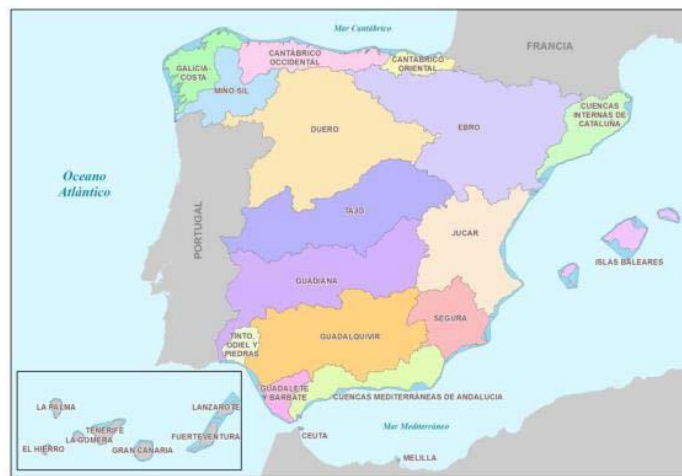 Mar Cantábrico
FRANCIA
GALICIA-
COSTA
CANTÁBRICO
OCCIDENTAL
CANTÁBRICO
ORIENTAL
MIÑO-SIL
CUENCAS
INTERNAS DE
CATALUÑA
DUERO
EBRO
Oceano
Atlántico
TAJO
PORTUGAL
JUCAR
ISLAS BALEARES
GUADIANA
SEGURA
TINTO,
ODIEL Y
PIEDRAS
GUADALQUIVIR
GUADALETE
Y BARBATE
CUENCAS MEDITERRÁNEAS DE ANDALUCIA
Mar Mediterráneo
CEUTA
MELILLA
LA PALMA
LANZAROTE
TENERIFE
LA GOMERA
FUERTEVENTURA
EL HIERRO
GRAN CANARIA